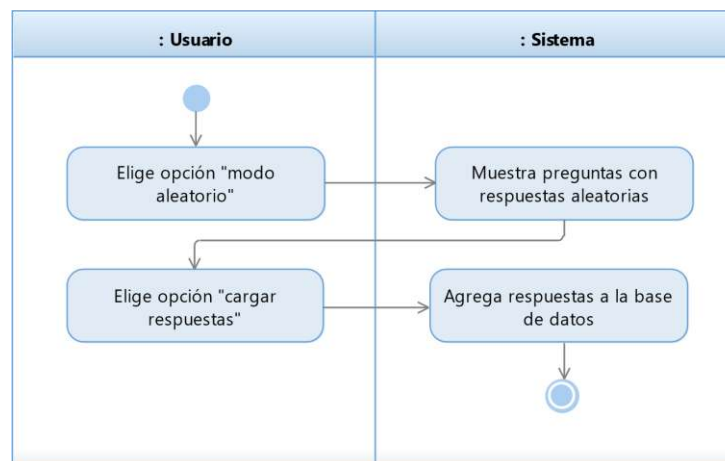 : Usuario
: Sistema
Elige opción "modo
aleatorio"
Muestra preguntas con
respuestas aleatorias
Elige opción "cargar
respuestas"
Agrega respuestas a la base
de datos